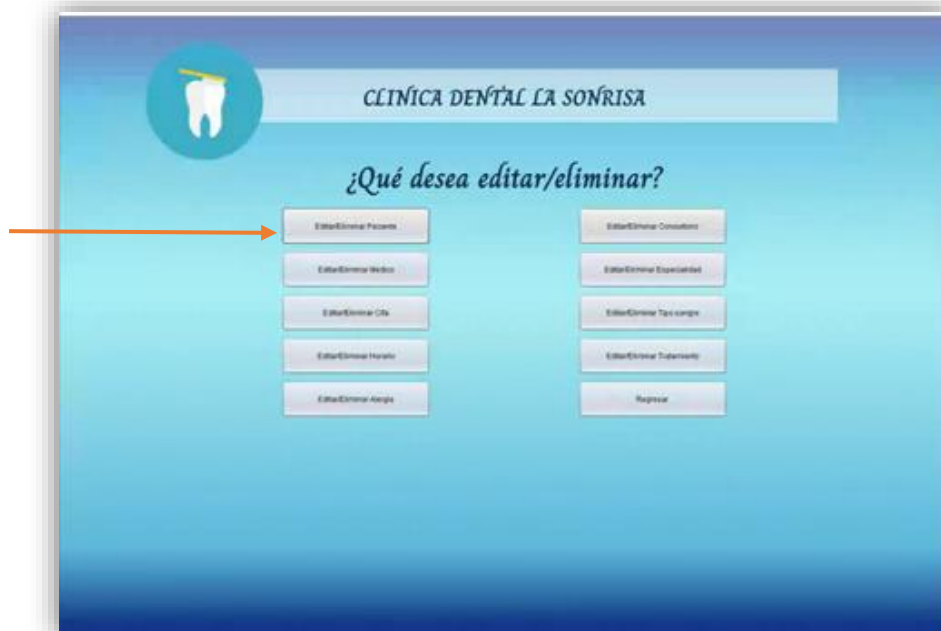 CLINICA DENTAL LA SONRISA
¿Qué desea editar/eliminar?
Editar/Eliminar Paciente
Editar/Eliminar Consultorio
Editar/Eliminar Medico
Editar/Eliminar Especialidad
Editar/Eliminar Cita
Editar/Eliminar Tipo sangre
Editar/Eliminar Horario
Editar/Eliminar Tratamiento
Editar/Eliminar Alergia
Regresar